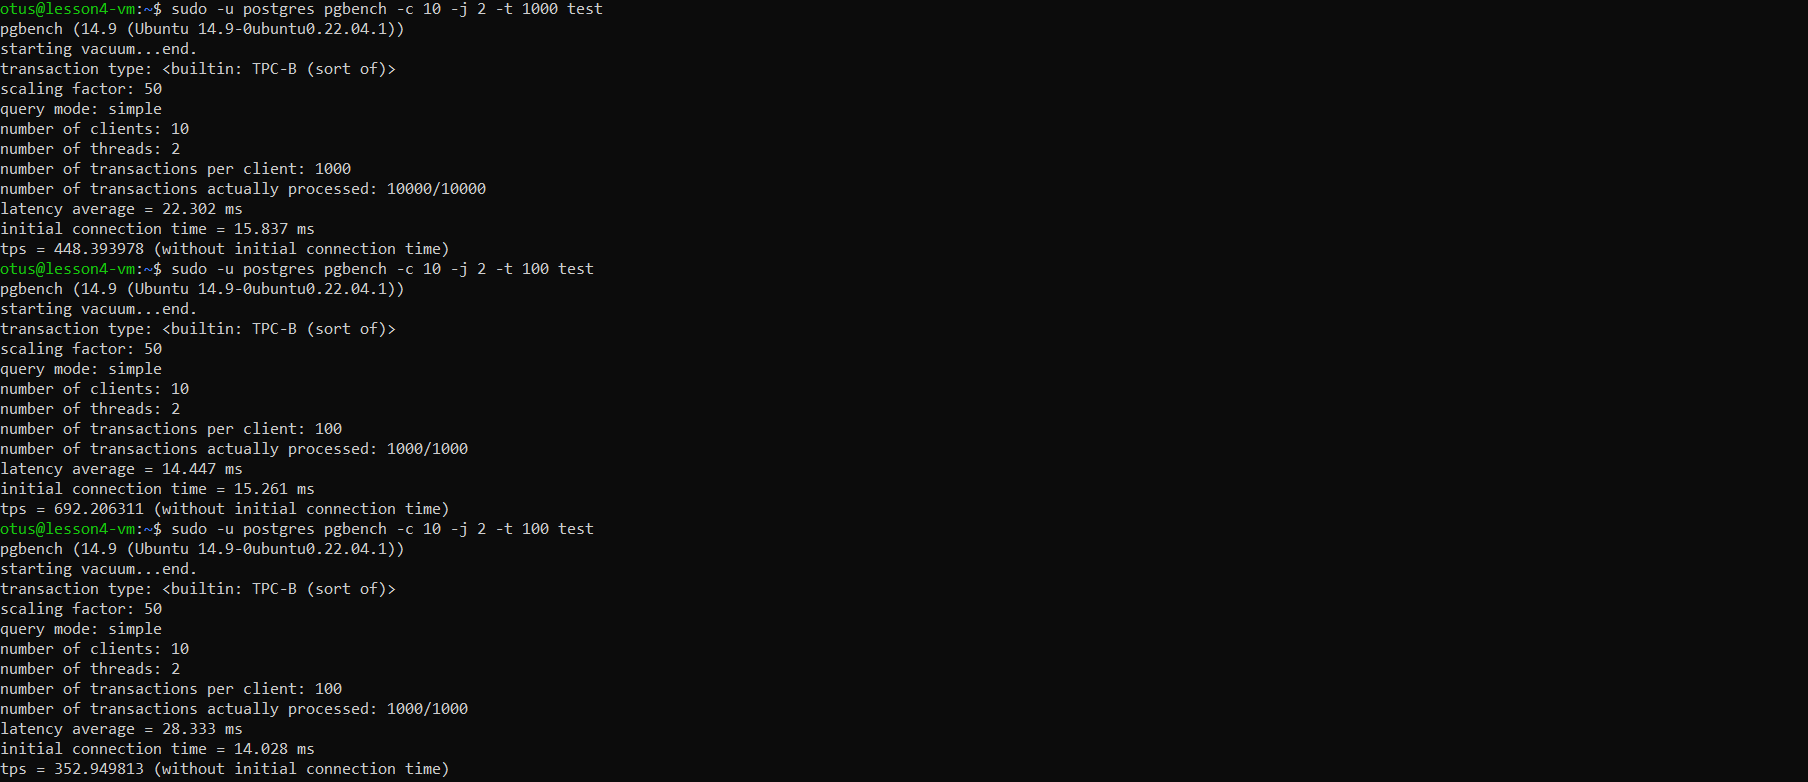 otus@lesson4-vm:~$ sudo -u postgres pgbench -c 10 -j 2 -t 1000 test
pgbench (14.9 (Ubuntu 14.9-0ubuntu0.22.04.1))
starting vacuum...end.
transaction type: <builtin: TPC-B (sort of)>
scaling factor: 50
query mode: simple
number of clients: 10
number of threads: 2
number of transactions per client: 1000
number of transactions actually processed: 10000/10000
latency average = 22.302 ms
initial connection time = 15.837 ms
tps = 448.393978 (without initial connection time)
otus@lesson4-vm:~$ sudo -u postgres pgbench -c 10 -j 2 -t 100 test
pgbench (14.9 (Ubuntu 14.9-0ubuntu0.22.04.1))
starting vacuum...end.
transaction type: <builtin: TPC-B (sort of)>
scaling factor: 50
query mode: simple
number of clients: 10
number of threads: 2
number of transactions per client: 100
number of transactions actually processed: 1000/1000
latency average = 14.447 ms
initial connection time = 15.261 ms
tps = 692.206311 (without initial connection time)
otus@lesson4-vm:~$ sudo -u postgres pgbench -c 10 -j 2 -t 100 test
pgbench (14.9 (Ubuntu 14.9-0ubuntu0.22.04.1))
starting vacuum...end.
transaction type: <builtin: TPC-B (sort of)>
scaling factor: 50
query mode: simple
number of clients: 10
number of threads: 2
number of transactions per client: 100
number of transactions actually processed: 1000/1000
latency average = 28.333 ms
initial connection time = 14.028 ms
tps = 352.949813 (without initial connection time)